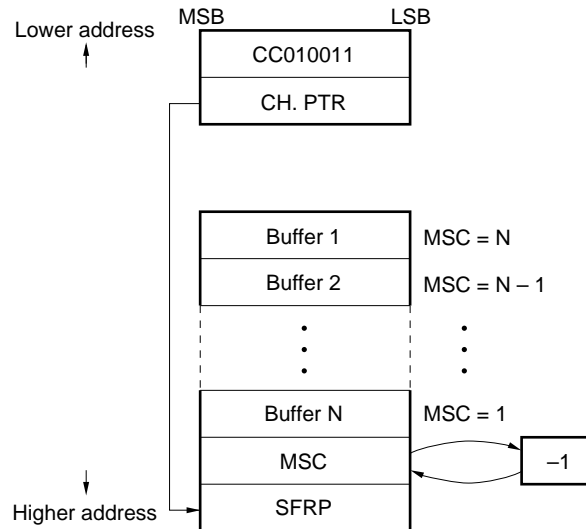 MSB LSB
Lower address
CC010011
CH. PTR
Buffer 1 MSC = N
Buffer 2 MSC = N – 1
Buffer N MSC = 1
MSC –1
SFRP
Higher address